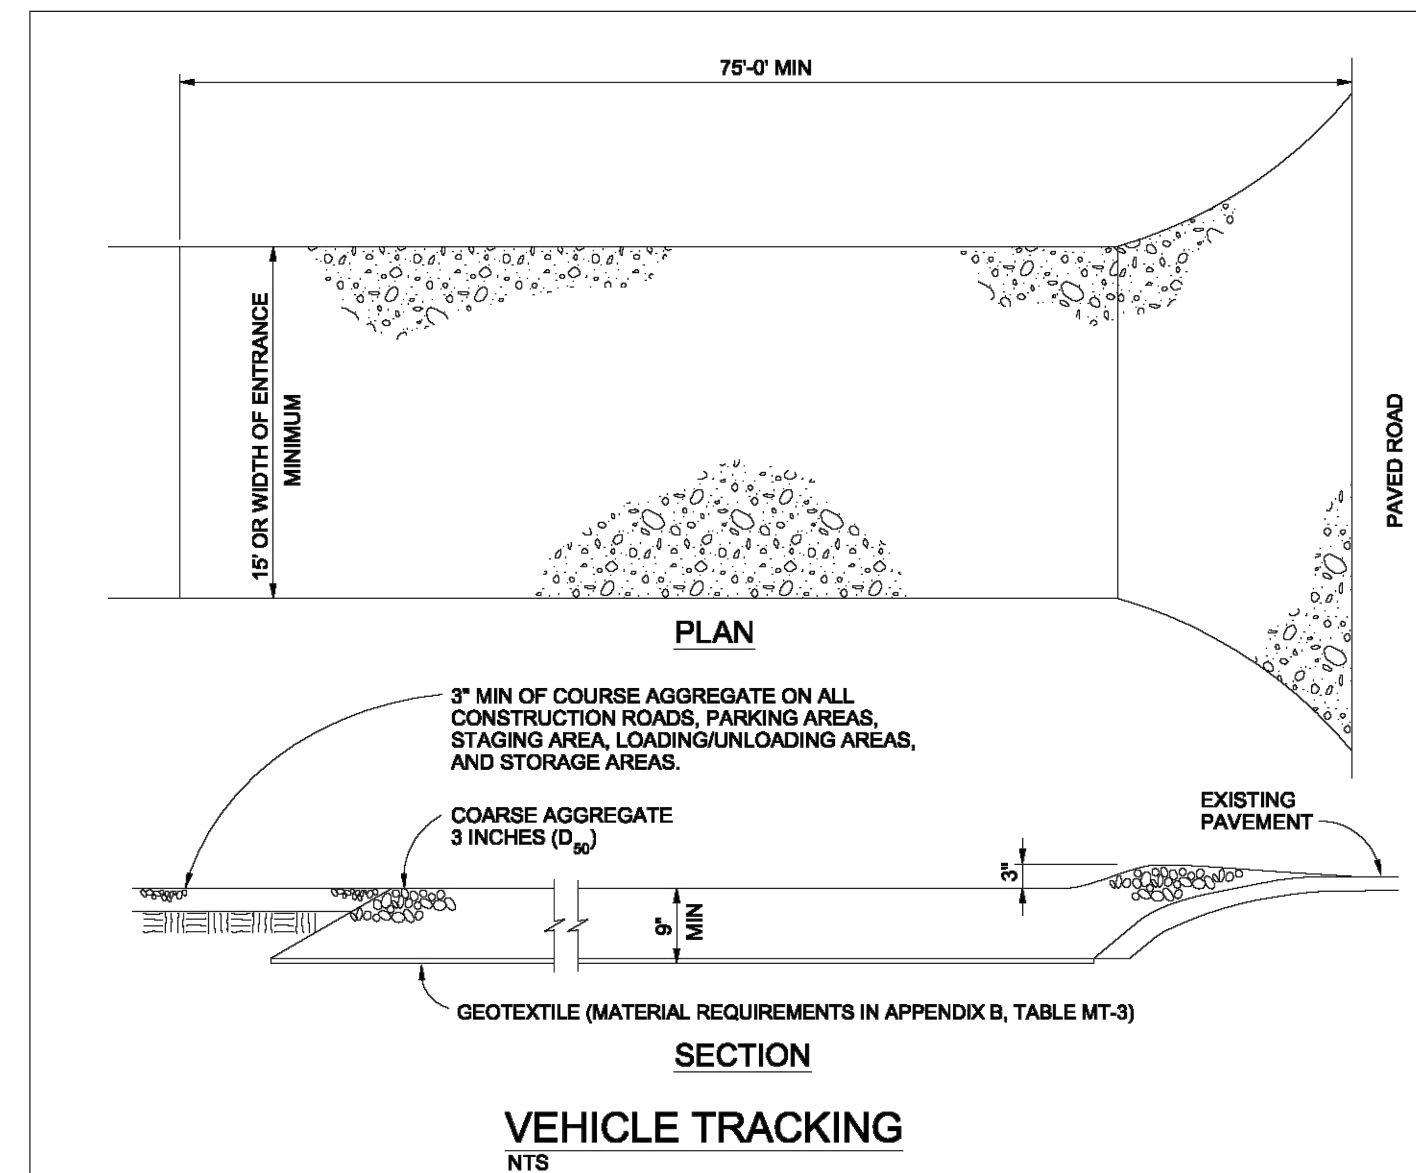 75'-0' MIN
15' OR WIDTH OF ENTRANCE
MINIMUM
PAVED ROAD
PLAN
3" MIN OF COURSE AGGREGATE ON ALL
CONSTRUCTION ROADS, PARKING AREAS,
STAGING AREA, LOADING/UNLOADING AREAS,
AND STORAGE AREAS.
COARSE AGGREGATE
3 INCHES (D50)
EXISTING
PAVEMENT
3"
9"
MIN
GEOTEXTILE (MATERIAL REQUIREMENTS IN APPENDIX B, TABLE MT-3)
SECTION
VEHICLE TRACKING
NTS